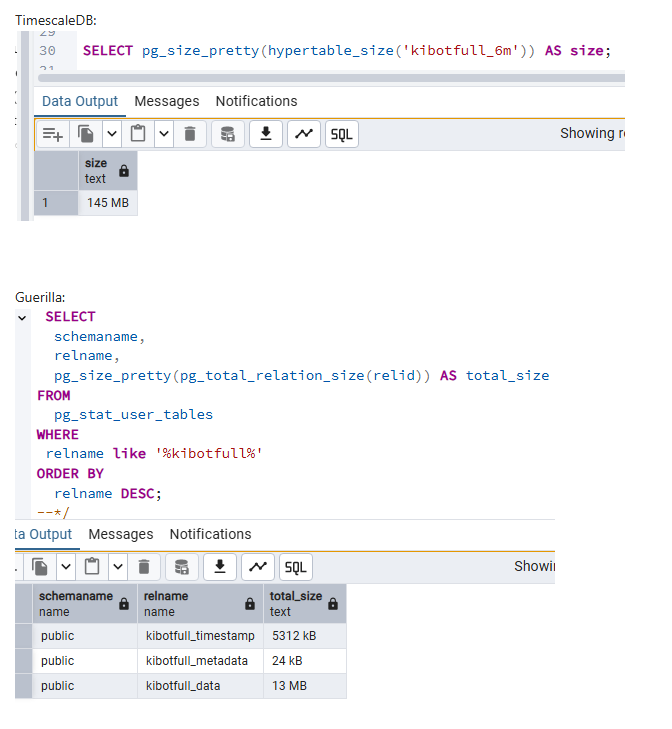 TimescaleDB:
29
30 SELECT pg_size_pretty(hypertable_size('kibotfull_6m')) AS size;
31
Data Output Messages Notifications
SQL Showing r
size
text
1 145 MB
Guerilla:
SELECT
schemaname,
relname,
pg_size_pretty(pg_total_relation_size(relid)) AS total_size
FROM
pg_stat_user_tables
WHERE
relname like '%kibotfull%'
ORDER BY
relname DESC;
--*/
ta Output Messages Notifications
SQL Showi
schemaname relname total_size
name name text
public kibotfull_timestamp 5312 kB
public kibotfull_metadata 24 kB
public kibotfull_data 13 MB